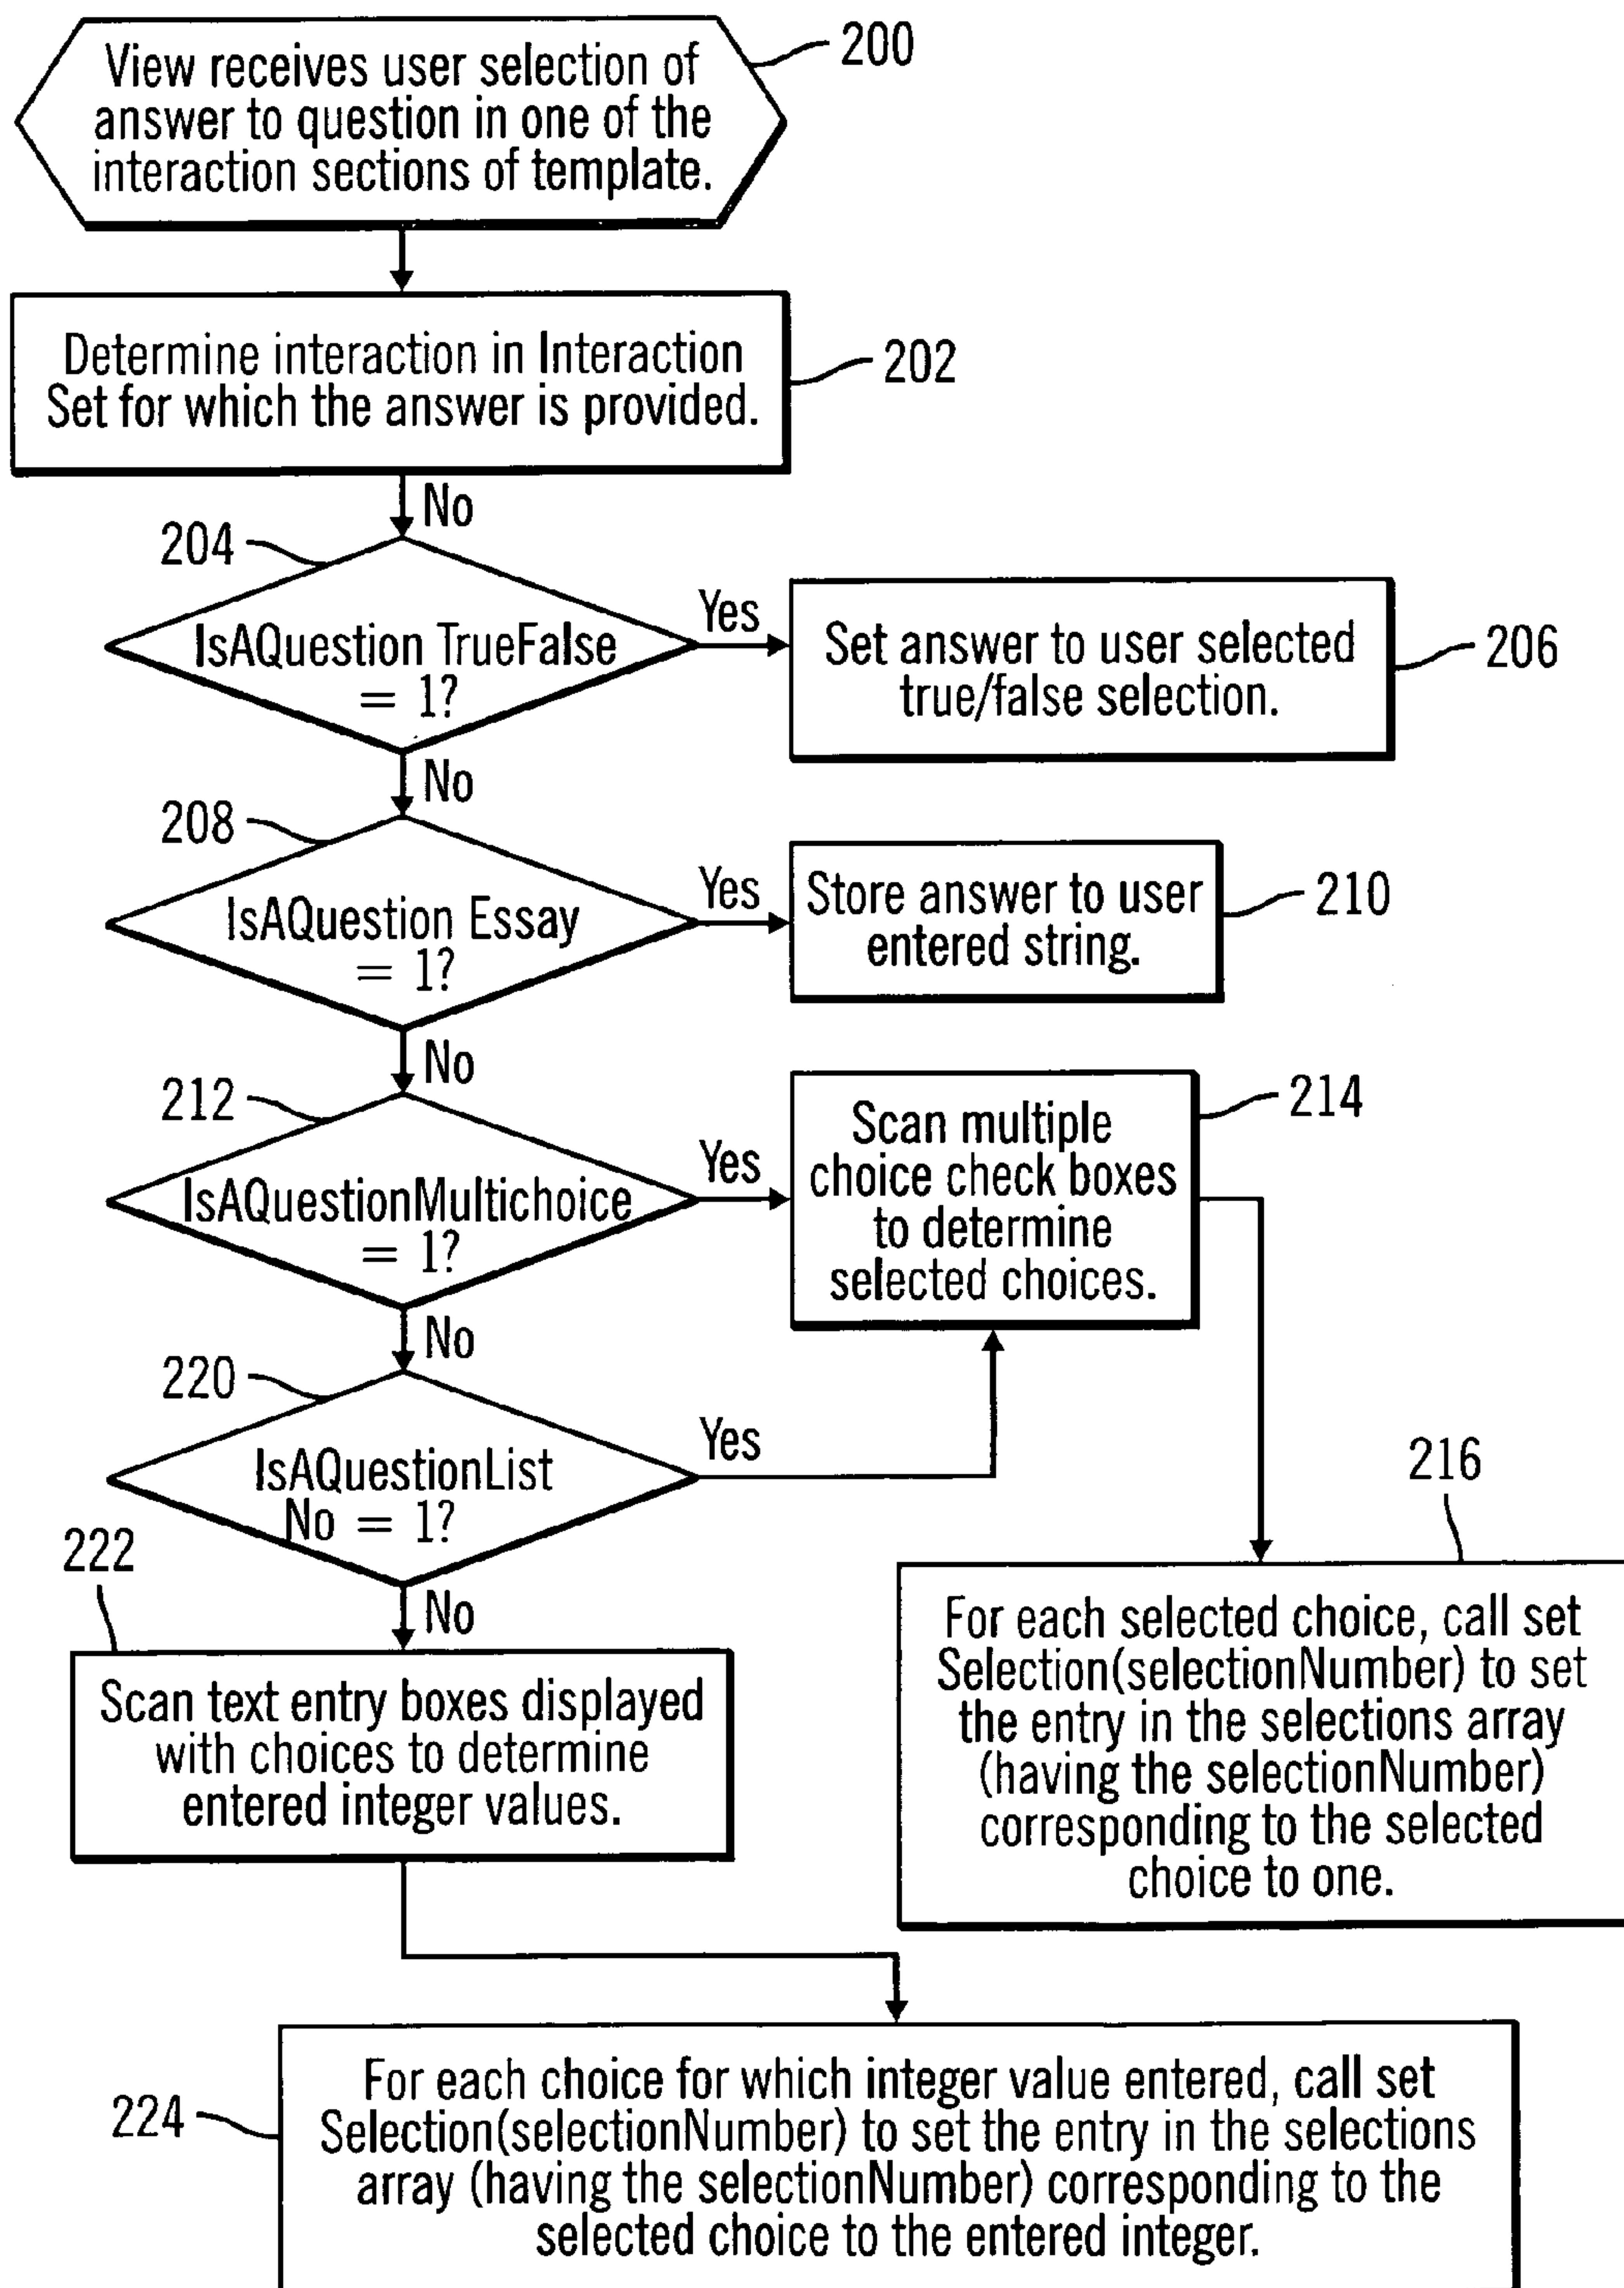 View receives user selection of
answer to question in one of the
interaction sections of template.
200
Determine interaction in Interaction
Set for which the answer is provided.
202
No
204
IsAQuestion TrueFalse
= 1?
Yes
Set answer to user selected
true/false selection.
206
No
208
IsAQuestion Essay
= 1?
Yes
Store answer to user
entered string.
210
No
212
IsAQuestionMultichoice
= 1?
Yes
Scan multiple
choice check boxes
to determine
selected choices.
214
No
220
IsAQuestionList
No = 1?
Yes
216
For each selected choice, call set
Selection(selectionNumber) to set
the entry in the selections array
(having the selectionNumber)
corresponding to the selected
choice to one.
222
No
Scan text entry boxes displayed
with choices to determine
entered integer values.
224
For each choice for which integer value entered, call set
Selection(selectionNumber) to set the entry in the selections
array (having the selectionNumber) corresponding to the
selected choice to the entered integer.